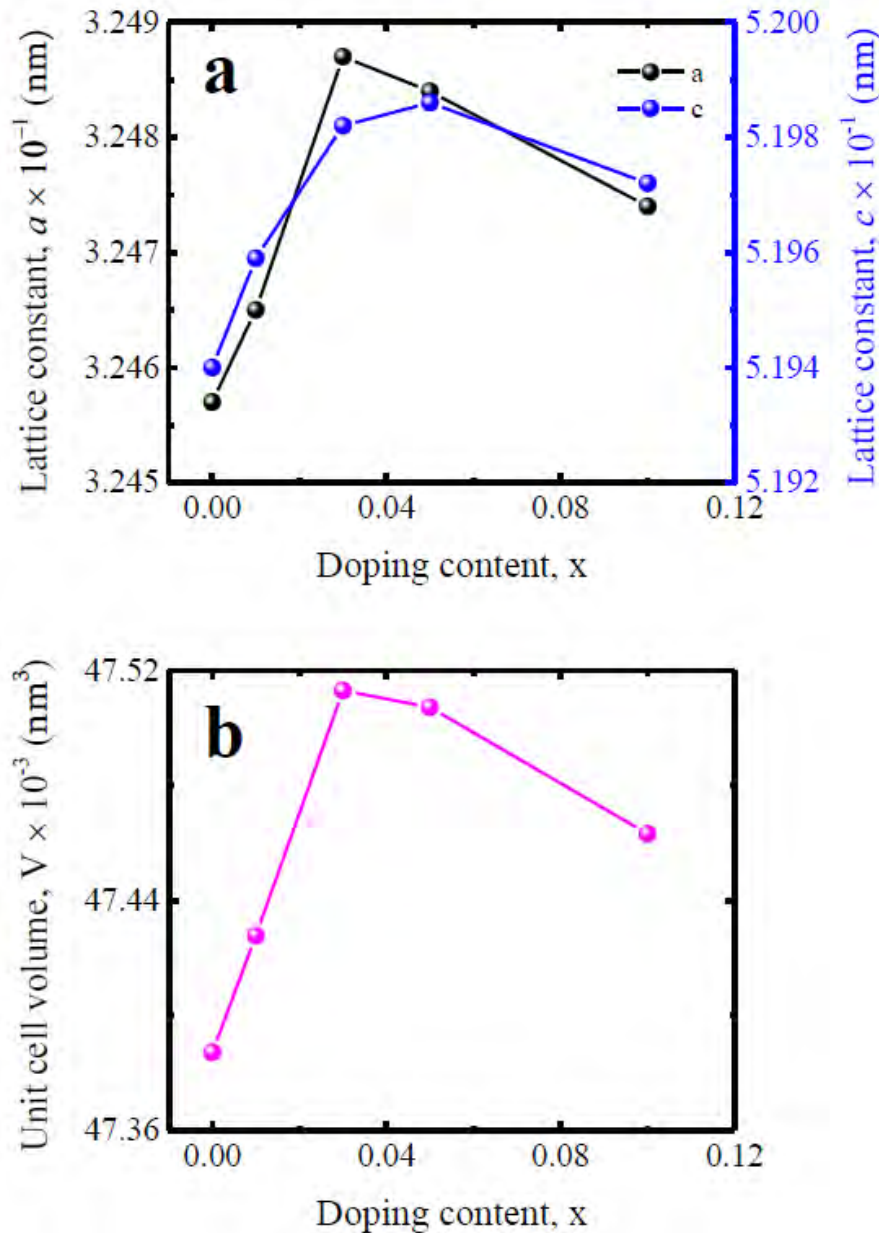 a
a
c
Lattice constant, a × 10⁻¹ (nm)
3.249
3.248
3.247
3.246
3.245
5.200
5.198
5.196
5.194
5.192
Lattice constant, c × 10⁻¹ (nm)
0.00 0.04 0.08 0.12
Doping content, x
b
Unit cell volume, V × 10⁻³ (nm³)
47.52
47.44
47.36
0.00 0.04 0.08 0.12
Doping content, x